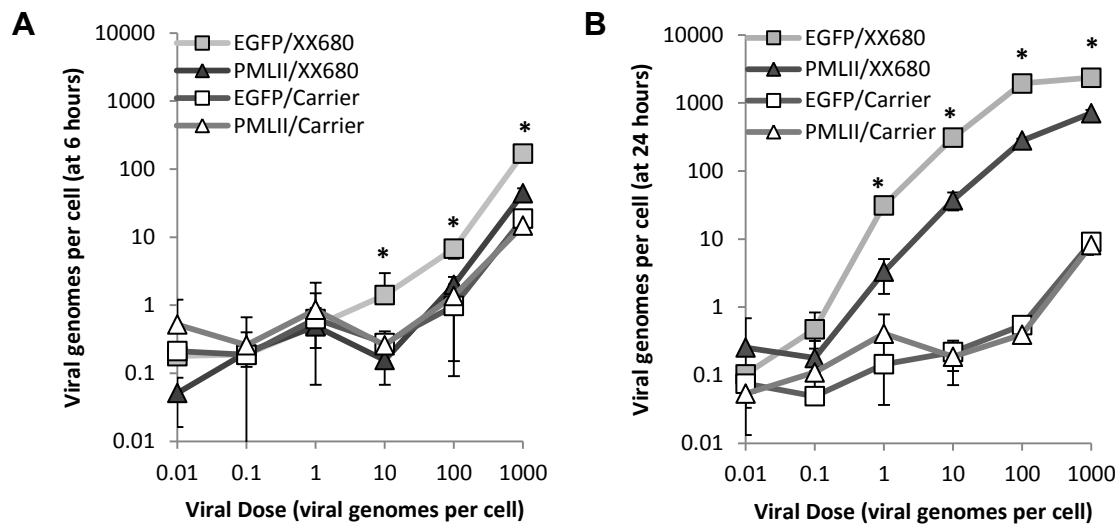 A
Viral genomes per cell (at 6 hours)
10000
1000
100
10
1
0.1
0.01
EGFP/XX680
PMLII/XX680
EGFP/Carrier
PMLII/Carrier
*
*
*
0.01 0.1 1 10 100 1000
Viral Dose (viral genomes per cell)
B
Viral genomes per cell (at 24 hours)
10000
1000
100
10
1
0.1
0.01
EGFP/XX680
PMLII/XX680
EGFP/Carrier
PMLII/Carrier
*
*
*
*
0.01 0.1 1 10 100 1000
Viral Dose (viral genomes per cell)